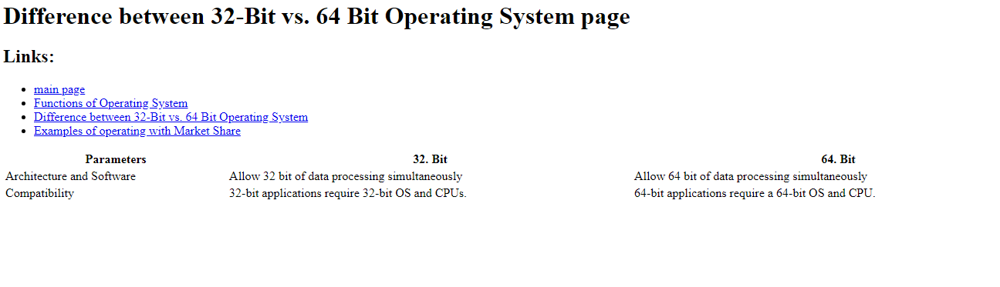 Difference between 32-Bit vs. 64 Bit Operating System page
Links:
main page
Functions of Operating System
Difference between 32-Bit vs. 64 Bit Operating System
Examples of operating with Market Share
Parameters 32. Bit 64. Bit
Architecture and Software Allow 32 bit of data processing simultaneously Allow 64 bit of data processing simultaneously
Compatibility 32-bit applications require 32-bit OS and CPUs. 64-bit applications require a 64-bit OS and CPU.